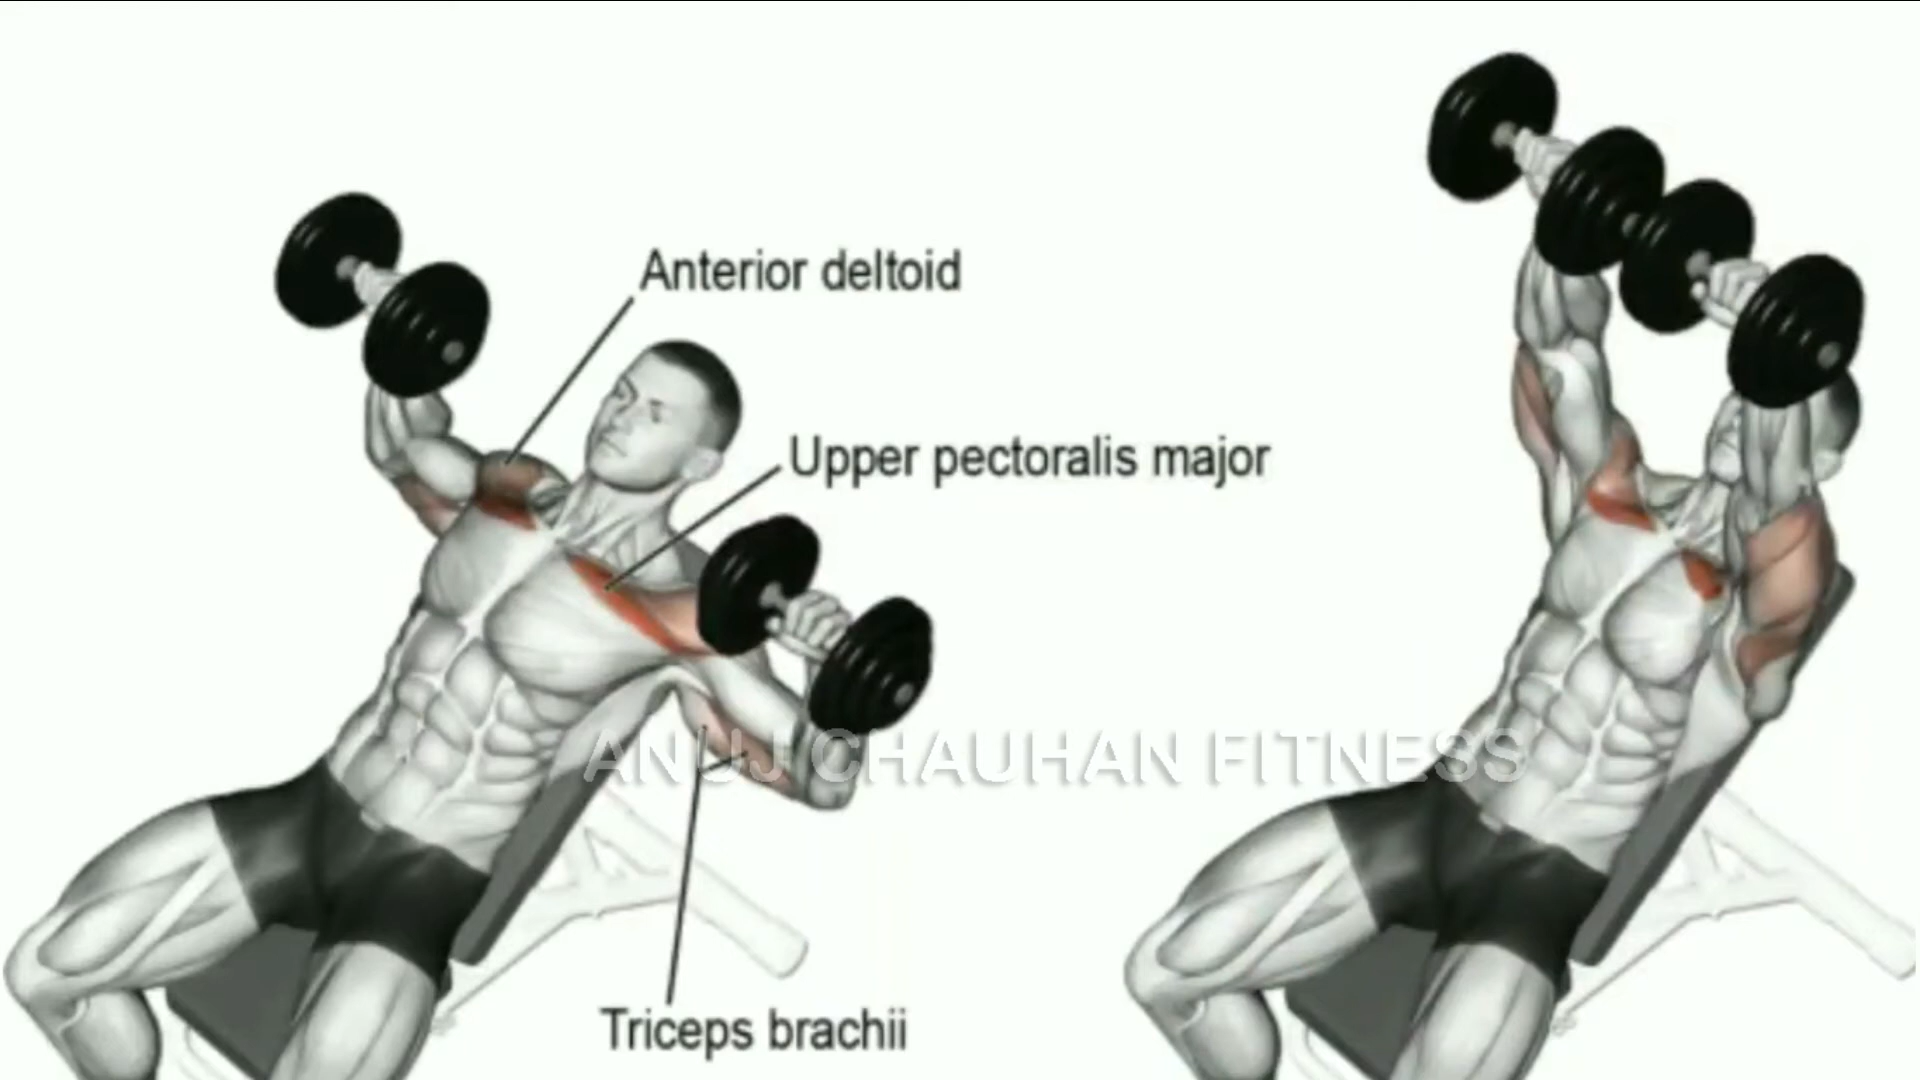 Anterior deltoid
Upper pectoralis major
ANUJ CHAUHAN FITNESS
Triceps brachii